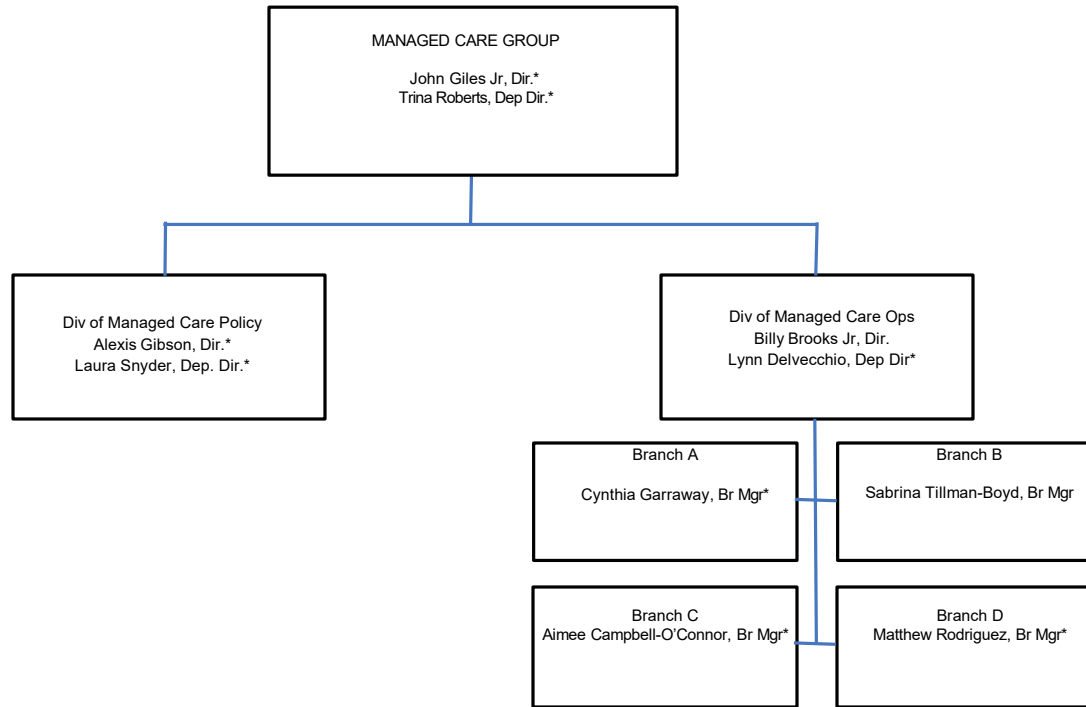 MANAGED CARE GROUP
John Giles Jr, Dir.*
Trina Roberts, Dep Dir.*
Div of Managed Care Policy
Alexis Gibson, Dir.*
Laura Snyder, Dep. Dir.*
Div of Managed Care Ops
Billy Brooks Jr, Dir.
Lynn Delvecchio, Dep Dir*
Branch A
Cynthia Garraway, Br Mgr*
Branch B
Sabrina Tillman-Boyd, Br Mgr
Branch C
Aimee Campbell-O’Connor, Br Mgr*
Branch D
Matthew Rodriguez, Br Mgr*